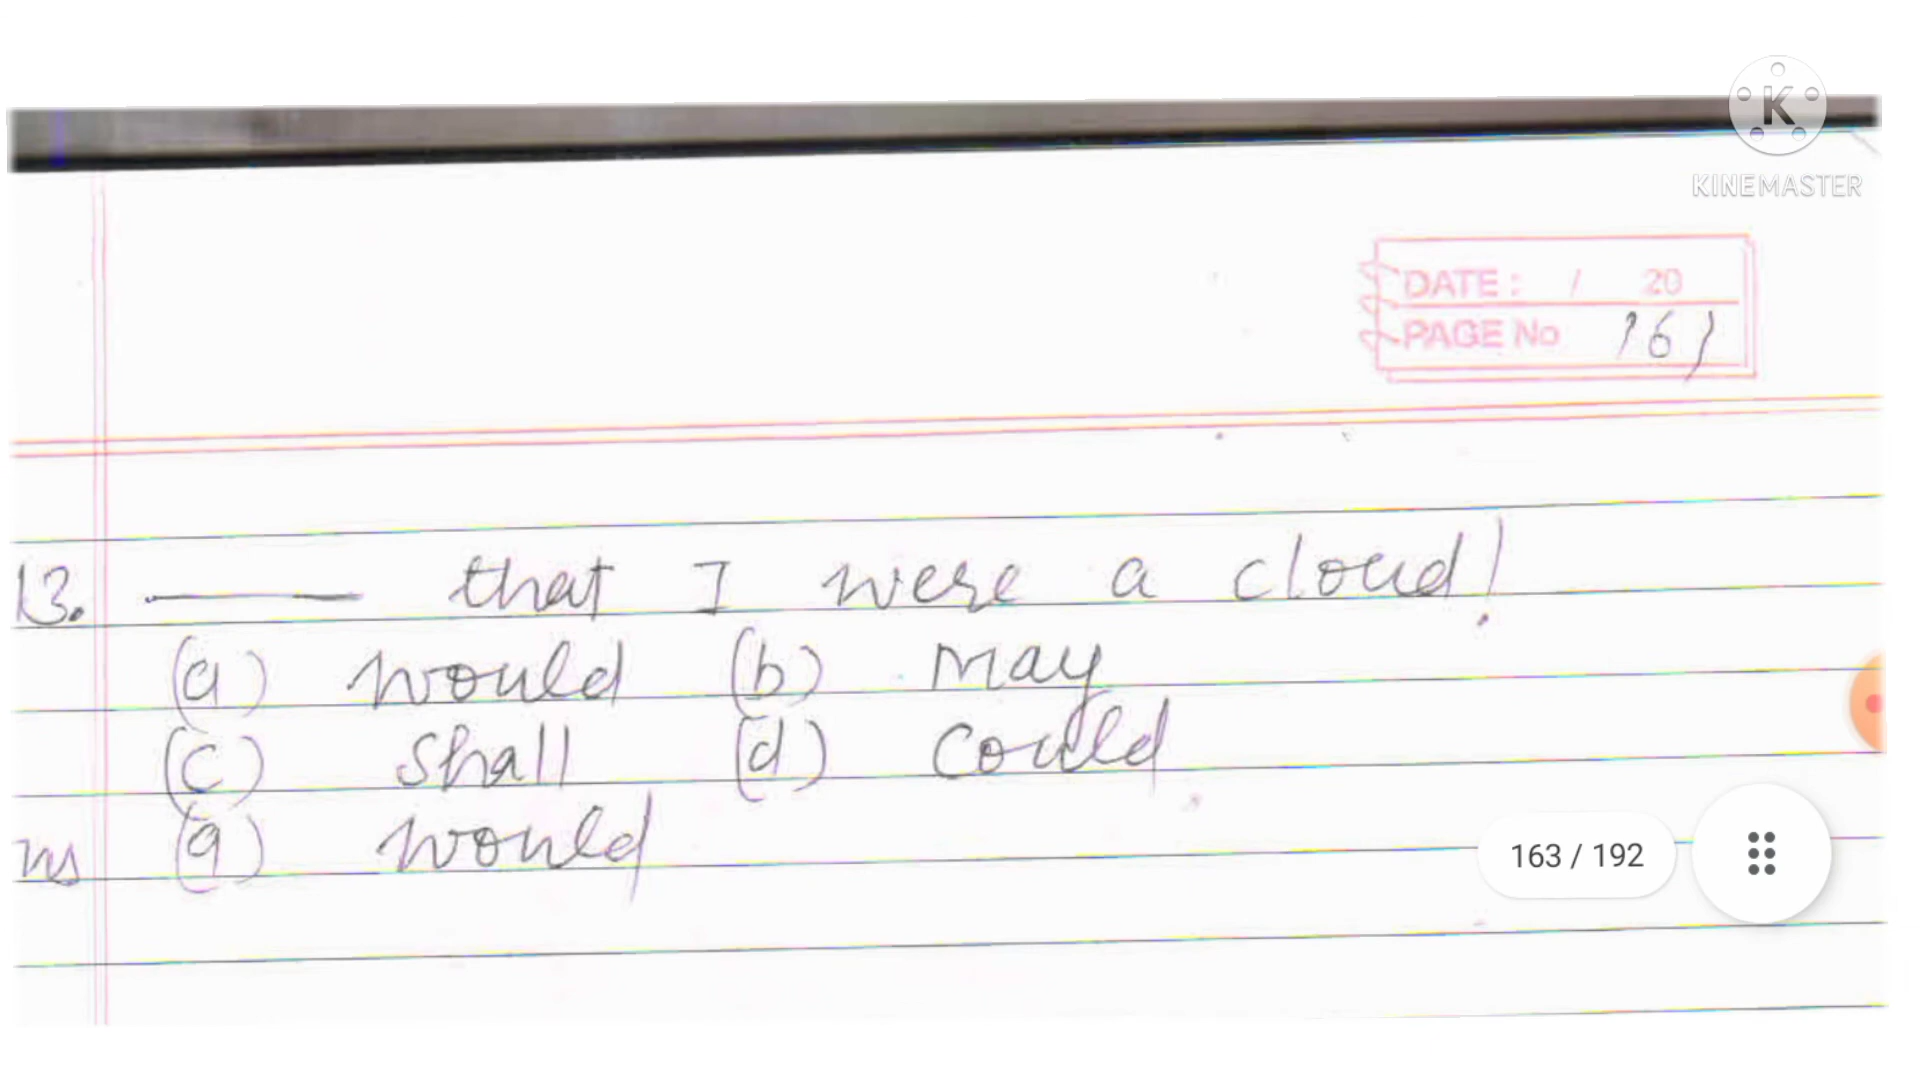 KINEMASTER
DATE: / 20
PAGE No 161
13. —— that I were a cloud!
(a) would (b) may
(c) shall (d) could
ns (a) would
163 / 192